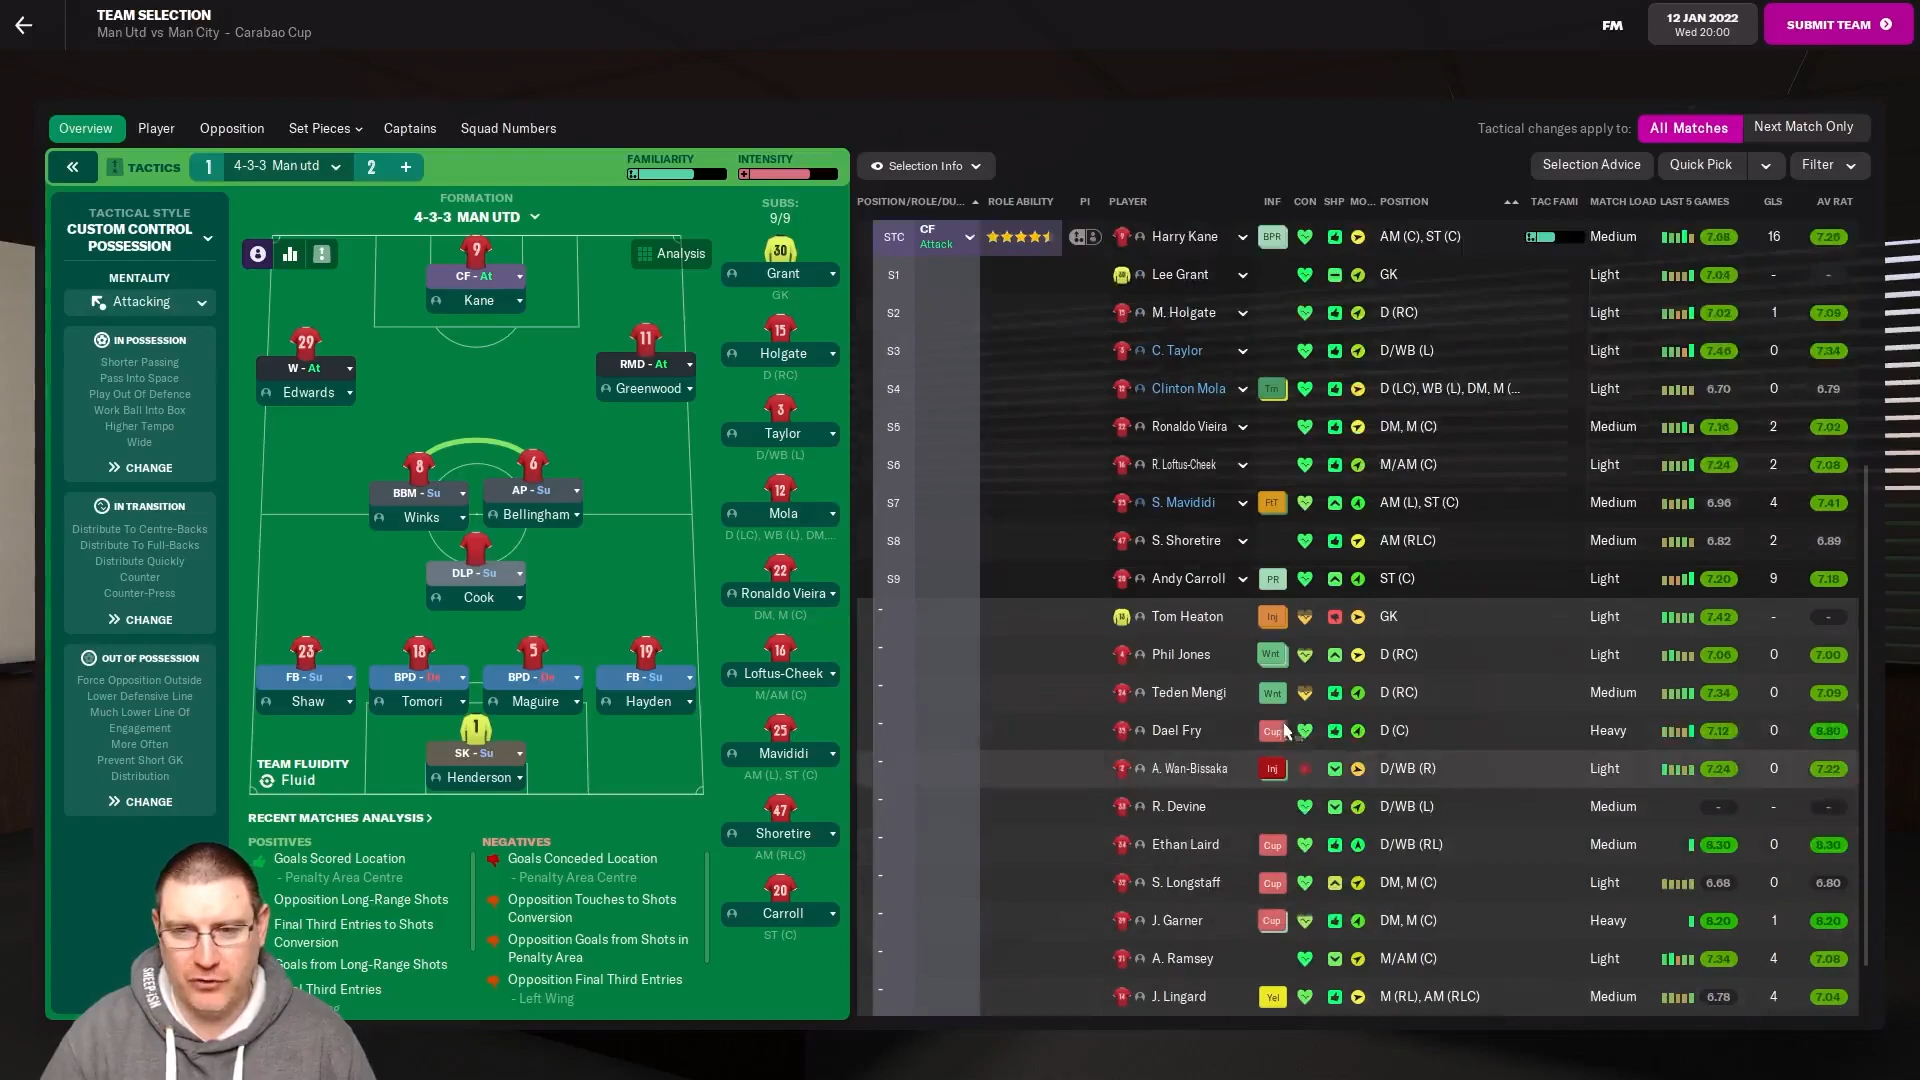 TEAM SELECTION
Man Utd vs Man City - Carabao Cup
FM
12 JAN 2022
Wed 20:00
SUBMIT TEAM
Overview
Player
Opposition
Set Pieces
Captains
Squad Numbers
Tactical changes apply to:
All Matches
Next Match Only
TACTICS
1
4-3-3 Man utd
2
+
FAMILIARITY
INTENSITY
Selection Info
Selection Advice
Quick Pick
Filter
TACTICAL STYLE
CUSTOM CONTROL
POSSESSION
MENTALITY
Attacking
IN POSSESSION
Shorter Passing
Pass Into Space
Play Out Of Defence
Work Ball Into Box
Higher Tempo
Wide
CHANGE
IN TRANSITION
Distribute To Centre-Backs
Distribute To Full-Backs
Distribute Quickly
Counter
Counter-Press
CHANGE
OUT OF POSSESSION
Force Opposition Outside
Lower Defensive Line
Much Lower Line Of
Engagement
More Often
Prevent Short GK
Distribution
CHANGE
FORMATION
4-3-3 MAN UTD
Analysis
9
CF - At
Kane
29
W - At
Edwards
11
RMD - At
Greenwood
8
BBM - Su
Winks
6
AP - Su
Bellingham
DLP - Su
Cook
23
FB - Su
Shaw
18
BPD - De
Tomori
5
BPD - De
Maguire
19
FB - Su
Hayden
1
SK - Su
Henderson
TEAM FLUIDITY
Fluid
SUBS:
9/9
30
Grant
GK
15
Holgate
D (RC)
3
Taylor
D/WB (L)
12
Mola
D (LC), WB (L), DM,...
22
Ronaldo Vieira
DM, M (C)
16
Loftus-Cheek
M/AM (C)
25
Mavididi
AM (L), ST (C)
47
Shoretire
AM (RLC)
20
Carroll
ST (C)
RECENT MATCHES ANALYSIS >
POSITIVES
Goals Scored Location
- Penalty Area Centre
Opposition Long-Range Shots
Final Third Entries to Shots
Conversion
Goals from Long-Range Shots
Third Entries
NEGATIVES
Goals Conceded Location
- Penalty Area Centre
Opposition Touches to Shots
Conversion
Opposition Goals from Shots in
Penalty Area
Opposition Final Third Entries
- Left Wing
SHEEP-ISH
POSITION/ROLE/DU... ROLE ABILITY PI PLAYER INF CON SHP MO... POSITION TAC FAMI MATCH LOAD LAST 5 GAMES GLS AV RAT
STC CF Attack Harry Kane BPR AM (C), ST (C) Medium 7.08 16 7.26
S1 Lee Grant GK Light 7.04 - -
S2 M. Holgate D (RC) Light 7.02 1 7.09
S3 C. Taylor D/WB (L) Light 7.46 0 7.34
S4 Clinton Mola Trn D (LC), WB (L), DM, M (... Light 6.70 0 6.79
S5 Ronaldo Vieira DM, M (C) Medium 7.16 2 7.02
S6 R. Loftus-Cheek M/AM (C) Light 7.24 2 7.08
S7 S. Mavididi FtT AM (L), ST (C) Medium 6.96 4 7.41
S8 S. Shoretire AM (RLC) Medium 6.82 2 6.89
S9 Andy Carroll PR ST (C) Light 7.20 9 7.18
- Tom Heaton Inj GK Light 7.42 - -
- Phil Jones Wnt D (RC) Light 7.06 0 7.00
- Teden Mengi Wnt D (RC) Medium 7.34 0 7.09
- Dael Fry Cup D (C) Heavy 7.12 0 8.80
- A. Wan-Bissaka Inj D/WB (R) Light 7.24 0 7.22
- R. Devine D/WB (L) Medium - - -
- Ethan Laird Cup D/WB (RL) Medium 8.30 0 8.30
- S. Longstaff Cup DM, M (C) Light 6.68 0 6.80
- J. Garner Cup DM, M (C) Heavy 8.20 1 8.20
- A. Ramsey M/AM (C) Light 7.34 4 7.08
- J. Lingard Yel M (RL), AM (RLC) Medium 6.78 4 7.04